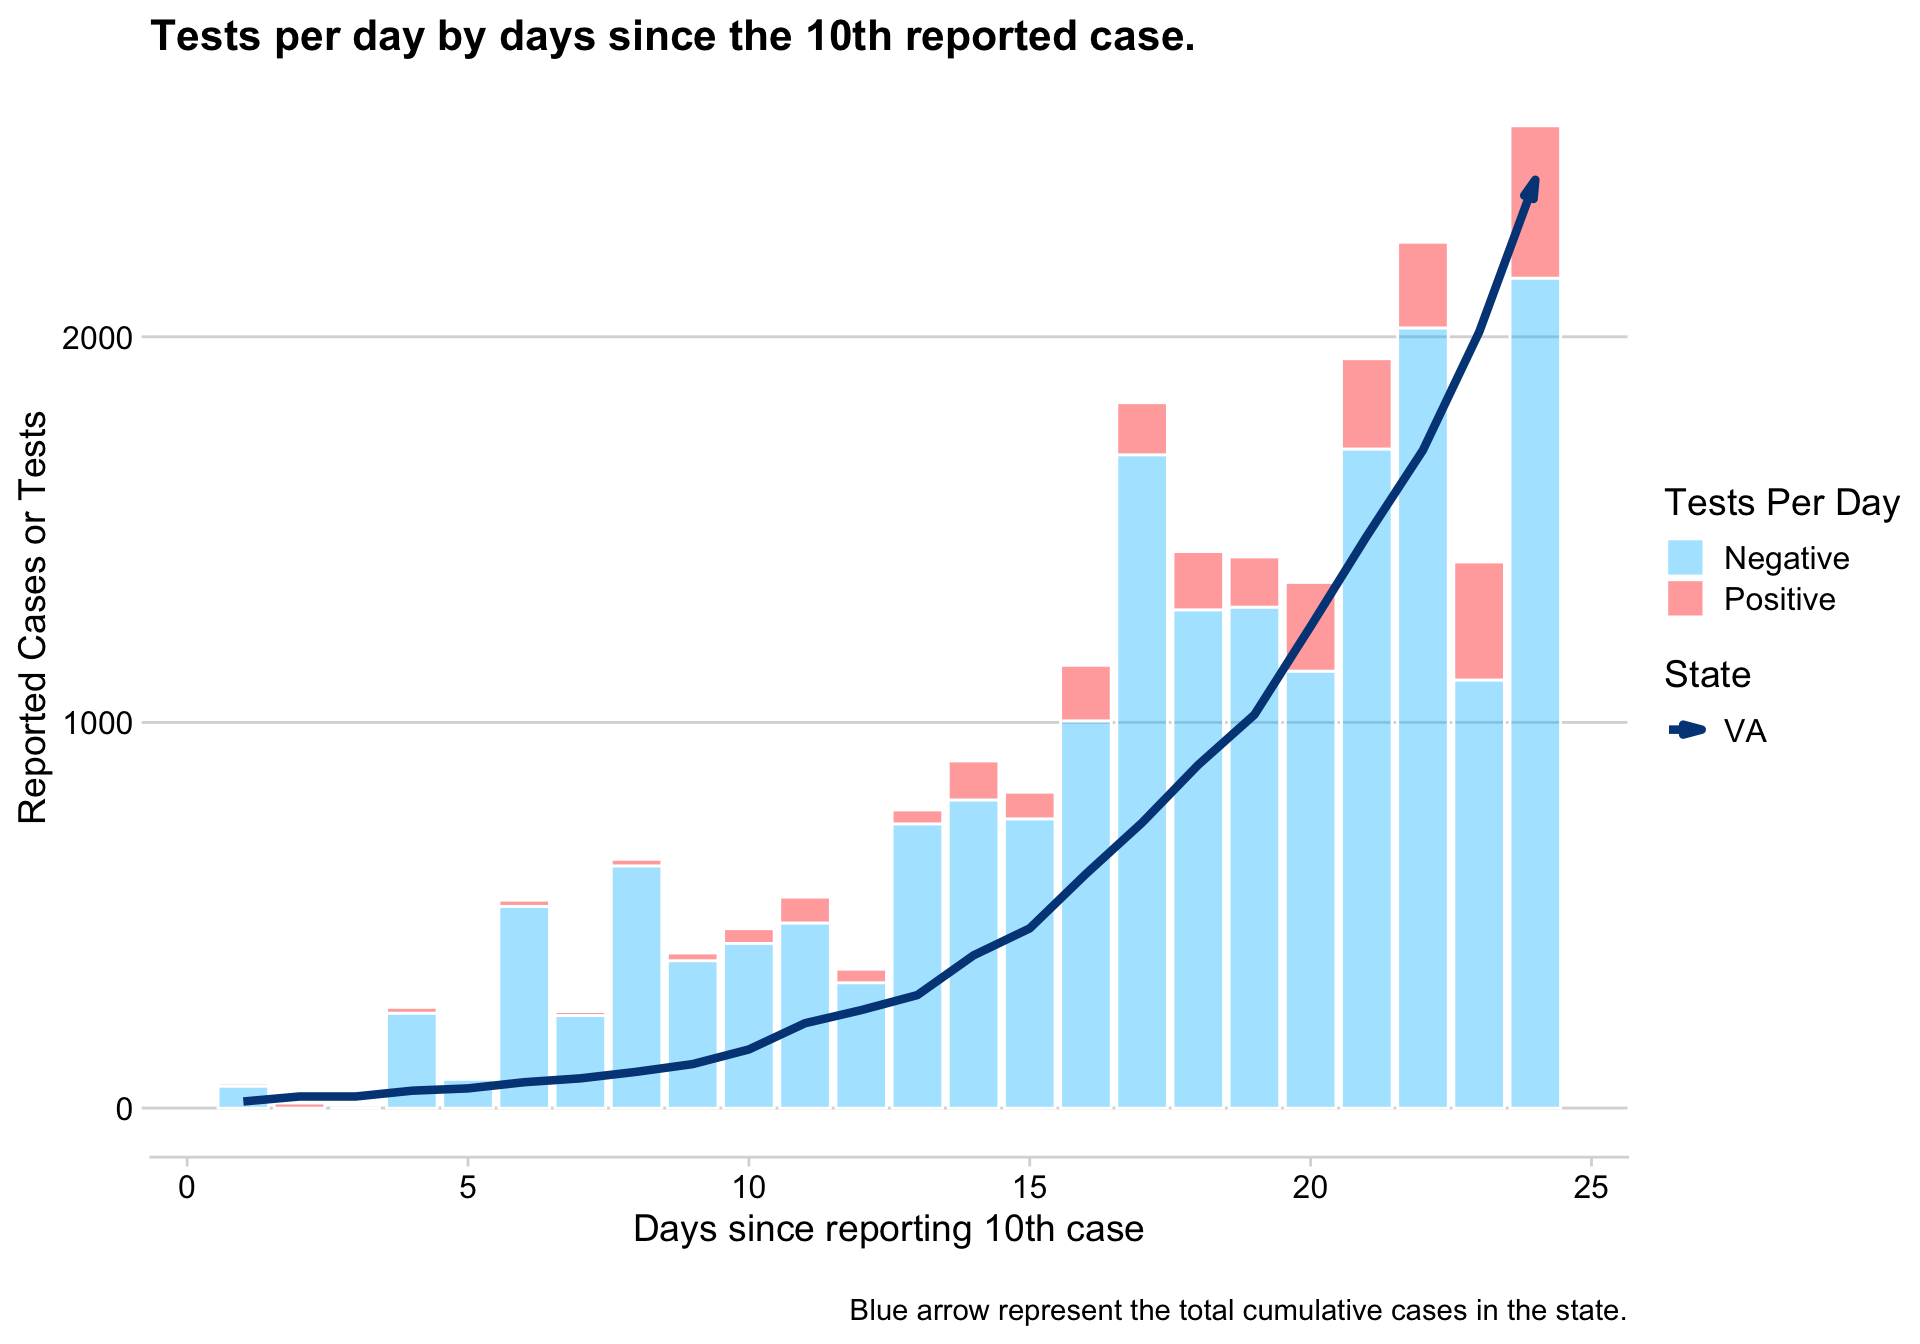 Tests per day by days since the 10th reported case.
Reported Cases or Tests
2000
1000
0
0 5 10 15 20 25
Days since reporting 10th case
Tests Per Day
Negative
Positive
State
VA
Blue arrow represent the total cumulative cases in the state.